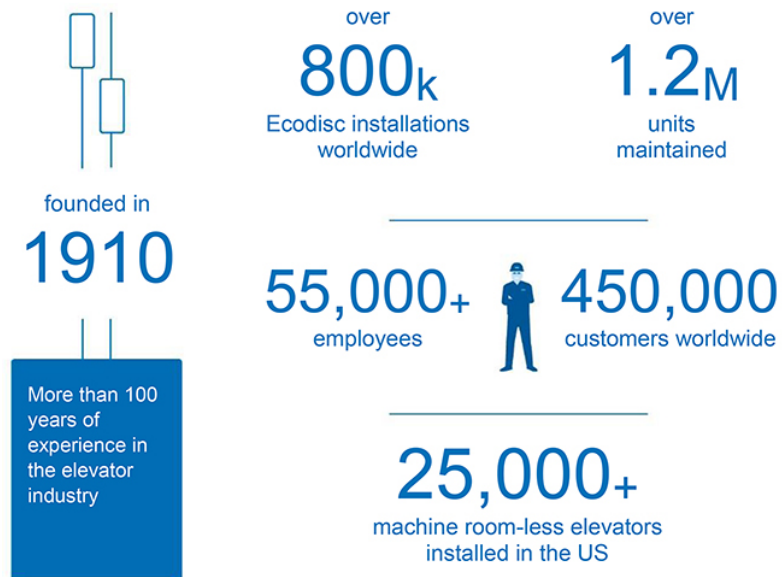 founded in
1910
More than 100
years of
experience in
the elevator
industry
over
800k
Ecodisc installations
worldwide
over
1.2M
units
maintained
55,000+
employees
450,000
customers worldwide
25,000+
machine room-less elevators
installed in the US